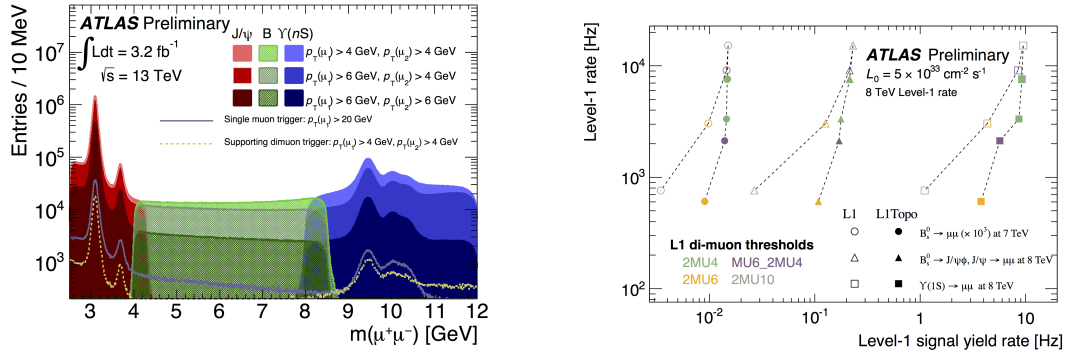 ATLAS Preliminary
∫Ldt = 3.2 fb⁻¹
√s = 13 TeV
J/ψ B ϒ(nS)
p_T(μ₁) > 4 GeV, p_T(μ₂) > 4 GeV
p_T(μ₁) > 6 GeV, p_T(μ₂) > 4 GeV
p_T(μ₁) > 6 GeV, p_T(μ₂) > 6 GeV
Single muon trigger: p_T(μ₁) > 20 GeV
Supporting dimuon trigger: p_T(μ₁) > 4 GeV, p_T(μ₂) > 4 GeV
Entries / 10 MeV
10⁷
10⁶
10⁵
10⁴
10³
3 4 5 6 7 8 9 10 11 12
m(μ⁺μ⁻) [GeV]
Level-1 rate [Hz]
10⁴
10³
10²
ATLAS Preliminary
L₀ = 5 × 10³³ cm⁻² s⁻¹
8 TeV Level-1 rate
L1 L1Topo
B⁰ₛ → μμ (× 10³) at 7 TeV
B⁰ₛ → J/ψφ, J/ψ → μμ at 8 TeV
ϒ(1S) → μμ at 8 TeV
L1 di-muon thresholds
2MU4 MU6_2MU4
2MU6 2MU10
10⁻² 10⁻¹ 1 10
Level-1 signal yield rate [Hz]